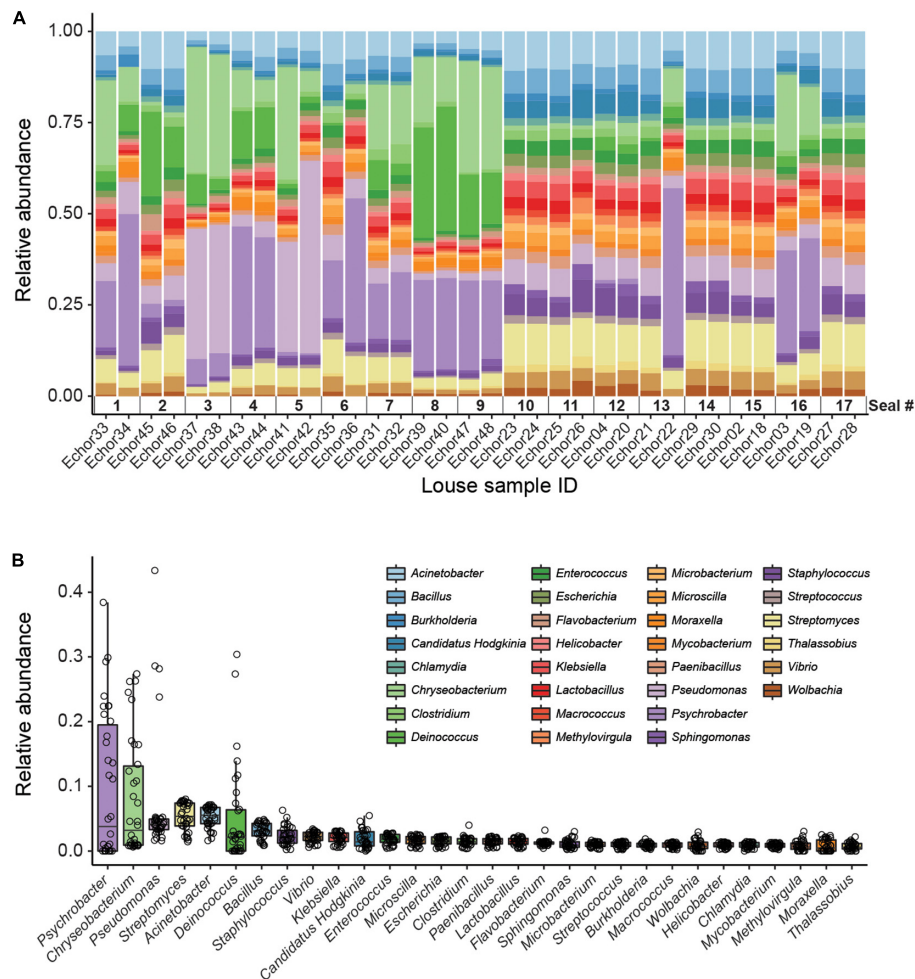 A
1.00
0.75
0.50
0.25
0.00
Relative abundance
1 2 3 4 5 6 7 8 9 10 11 12 13 14 15 16 17 Seal #
Echor33 Echor34 Echor45 Echor46 Echor37 Echor38 Echor43 Echor44 Echor41 Echor42 Echor35 Echor36 Echor31 Echor32 Echor39 Echor40 Echor47 Echor48 Echor23 Echor24 Echor25 Echor26 Echor04 Echor20 Echor21 Echor22 Echor29 Echor30 Echor02 Echor18 Echor03 Echor19 Echor27 Echor28
Louse sample ID
B
0.4
0.3
0.2
0.1
0.0
Relative abundance
Acinetobacter Enterococcus Microbacterium Staphylococcus
Bacillus Escherichia Microscilla Streptococcus
Burkholderia Flavobacterium Moraxella Streptomyces
Candidatus Hodgkinia Helicobacter Mycobacterium Thalassobius
Chlamydia Klebsiella Paenibacillus Vibrio
Chryseobacterium Lactobacillus Pseudomonas Wolbachia
Clostridium Macrococcus Psychrobacter
Deinococcus Methylovirgula Sphingomonas
Psychrobacter Chryseobacterium Pseudomonas Streptomyces Acinetobacter Deinococcus Bacillus Staphylococcus Vibrio Klebsiella Candidatus Hodgkinia Enterococcus Microscilla Escherichia Clostridium Paenibacillus Lactobacillus Flavobacterium Sphingomonas Microbacterium Streptococcus Burkholderia Macrococcus Wolbachia Helicobacter Chlamydia Mycobacterium Methylovirgula Moraxella Thalassobius